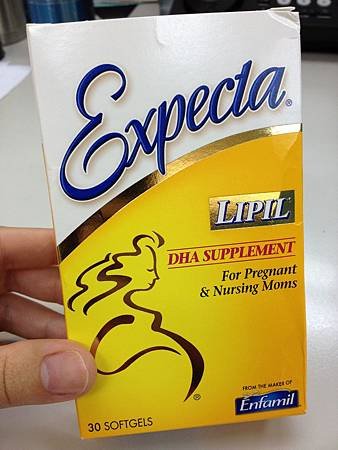 Expecta®
LIPIL
DHA SUPPLEMENT
For Pregnant
& Nursing Moms
®
30 SOFTGELS
FROM THE MAKER OF
Enfamil